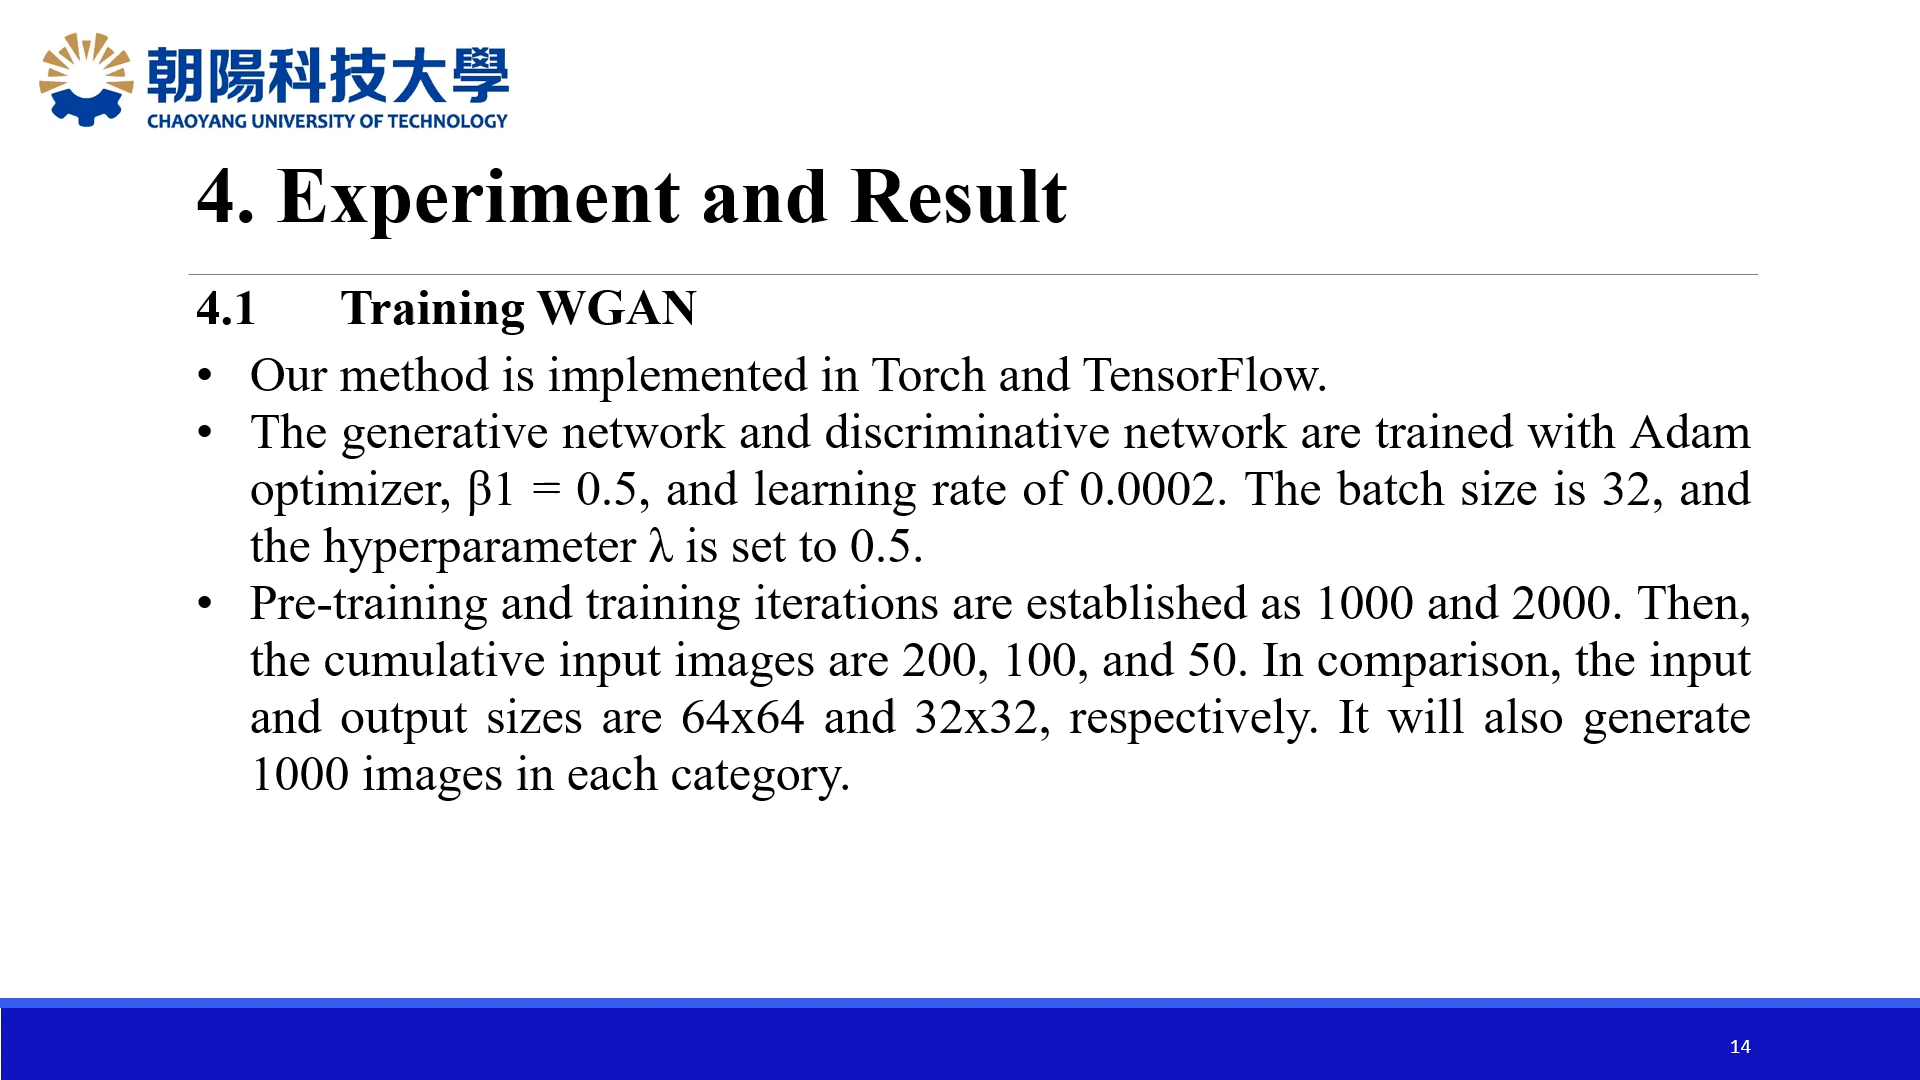 朝陽科技大學
CHAOYANG UNIVERSITY OF TECHNOLOGY
4. Experiment and Result
4.1 Training WGAN
• Our method is implemented in Torch and TensorFlow.
• The generative network and discriminative network are trained with Adam
optimizer, β1 = 0.5, and learning rate of 0.0002. The batch size is 32, and
the hyperparameter λ is set to 0.5.
• Pre-training and training iterations are established as 1000 and 2000. Then,
the cumulative input images are 200, 100, and 50. In comparison, the input
and output sizes are 64x64 and 32x32, respectively. It will also generate
1000 images in each category.
14